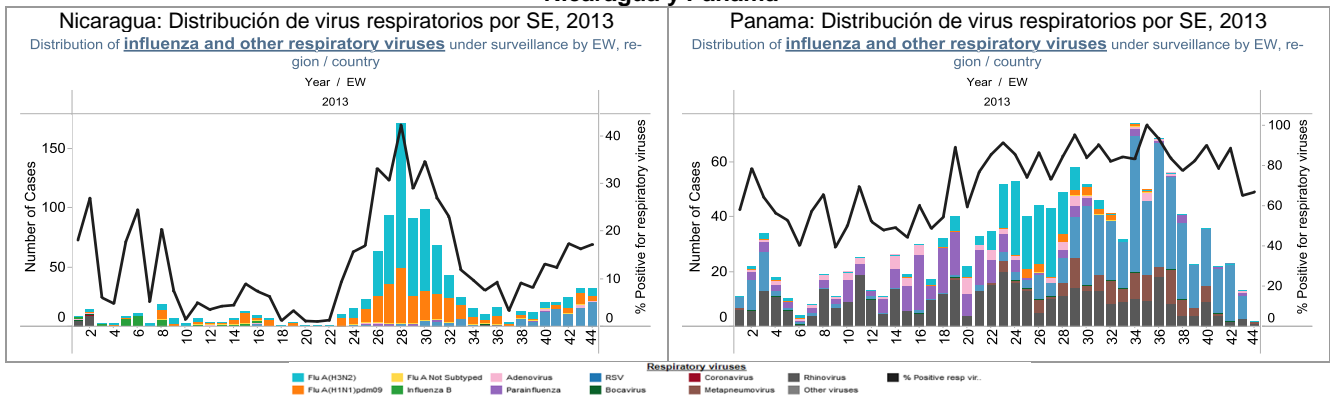 Nicaragua y Panamá
Nicaragua: Distribución de virus respiratorios por SE, 2013
Distribution of influenza and other respiratory viruses under surveillance by EW, re-
gion / country
Year / EW
2013
Number of Cases
150
100
50
0
40
30
20
10
0
% Positive for respiratory viruses
2 4 6 8 10 12 14 16 18 20 22 24 26 28 30 32 34 36 38 40 42 44
Panama: Distribución de virus respiratorios por SE, 2013
Distribution of influenza and other respiratory viruses under surveillance by EW, re-
gion / country
Year / EW
2013
Number of Cases
60
40
20
0
100
80
60
40
20
0
% Positive for respiratory viruses
2 4 6 8 10 12 14 16 18 20 22 24 26 28 30 32 34 36 38 40 42 44
Respiratory viruses
Flu A(H3N2) Flu A Not Subtyped Adenovirus RSV Coronavirus Rhinovirus % Positive resp vir..
Flu A(H1N1)pdm09 Influenza B Parainfluenza Bocavirus Metapneumovirus Other viruses